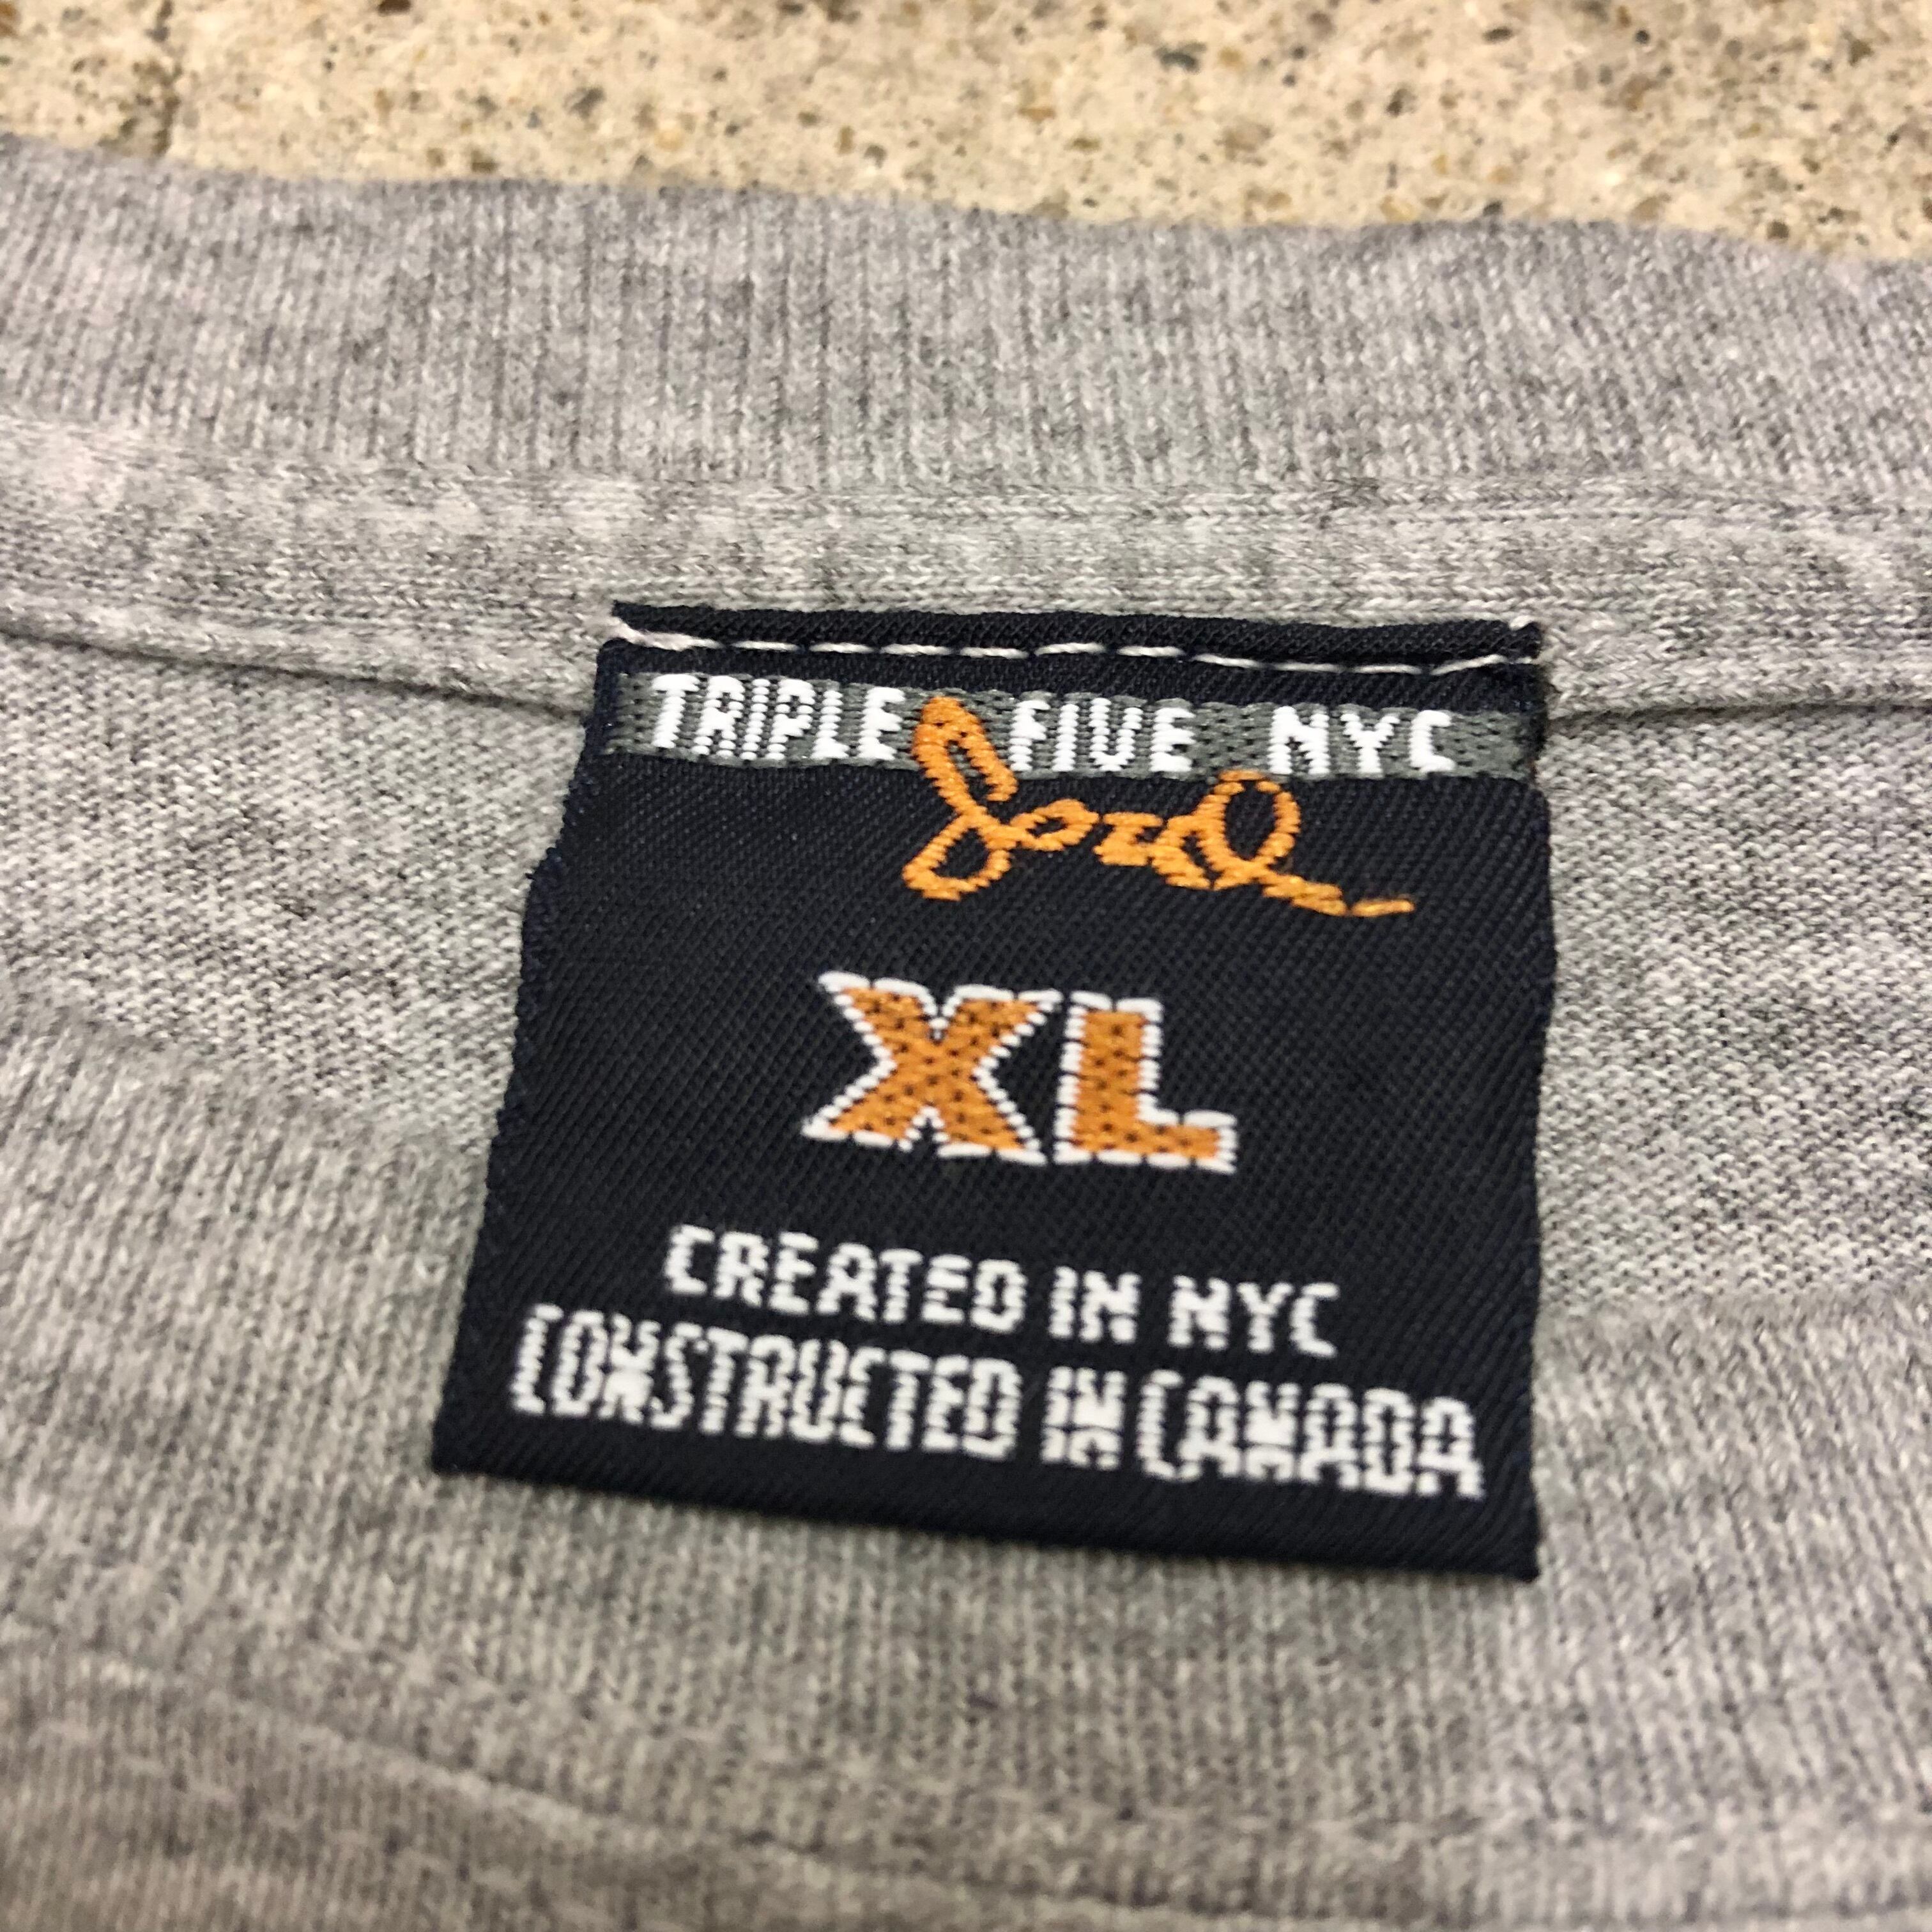 TRIPLE FIVE NYC
Soul
XL
CREATED IN NYC
CONSTRUCTED IN CANADA